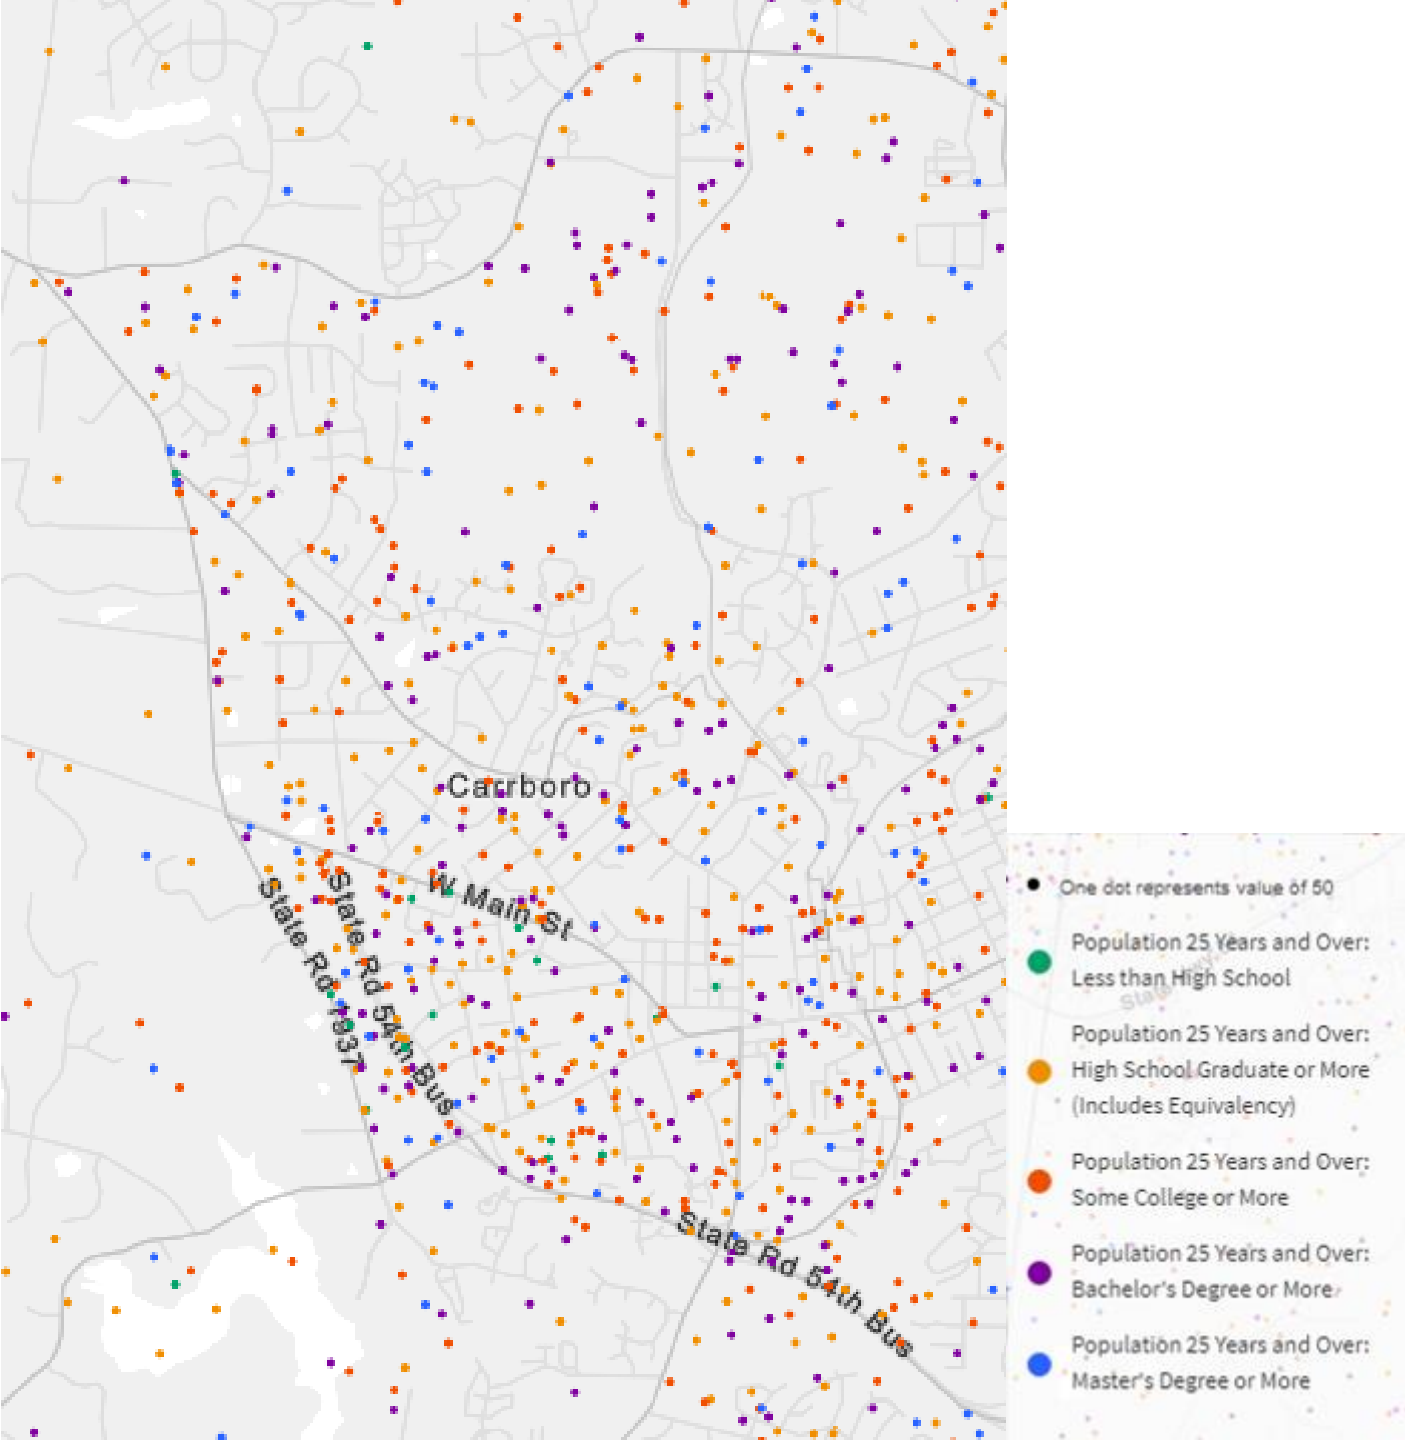 Carrboro
W Main St
State Rd 54th Bus
State Rd 1937
State Rd 54th Bus
One dot represents value of 50
Population 25 Years and Over:
Less than High School
Population 25 Years and Over:
High School Graduate or More
(Includes Equivalency)
Population 25 Years and Over:
Some College or More
Population 25 Years and Over:
Bachelor's Degree or More
Population 25 Years and Over:
Master's Degree or More